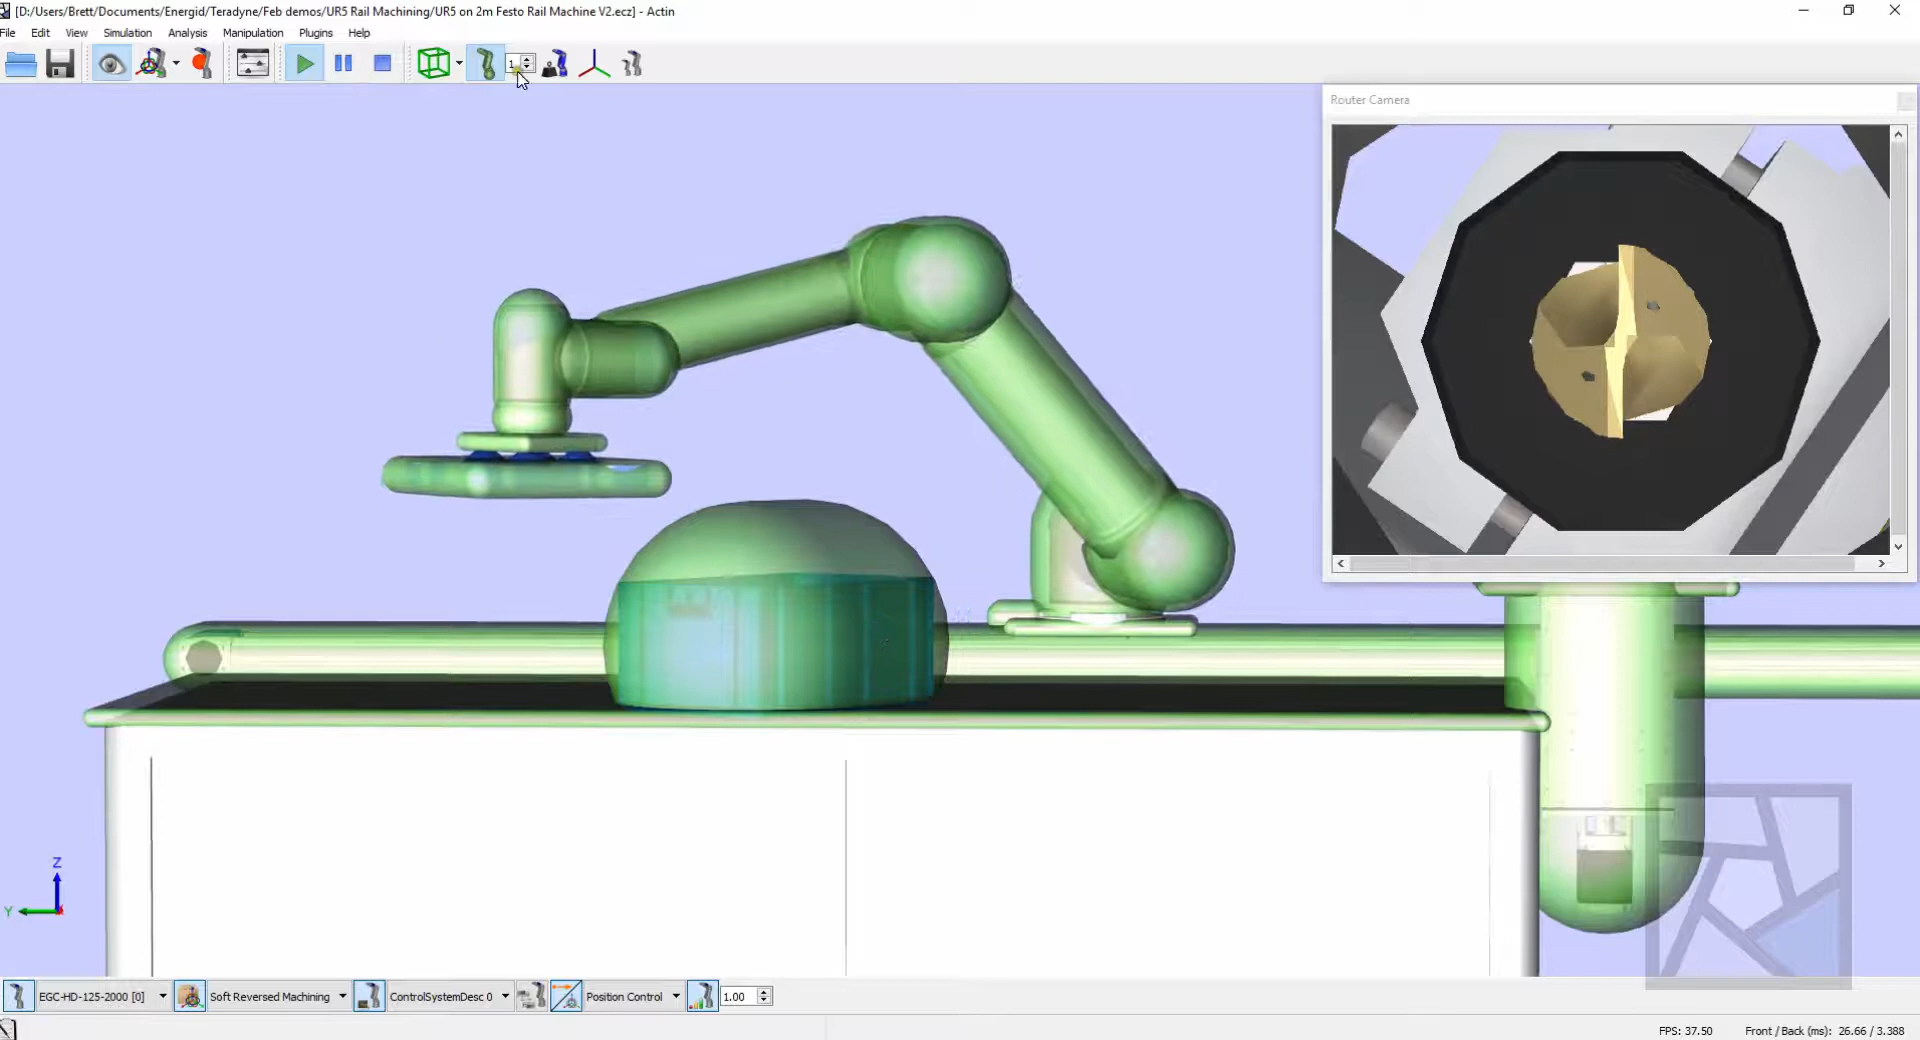 [D:/Users/Brett/Documents/Energid/Teradyne/Feb demos/UR5 Rail Machining/UR5 on 2m Festo Rail Machine V2.ecz] - Actin
File Edit View Simulation Analysis Manipulation Plugins Help
1
Router Camera
Z
Y
EGC-HD-125-2000 [0] Soft Reversed Machining ControlSystemDesc 0 Position Control 1.00
FPS: 37.50 Front / Back (ms): 26.66 / 3.388